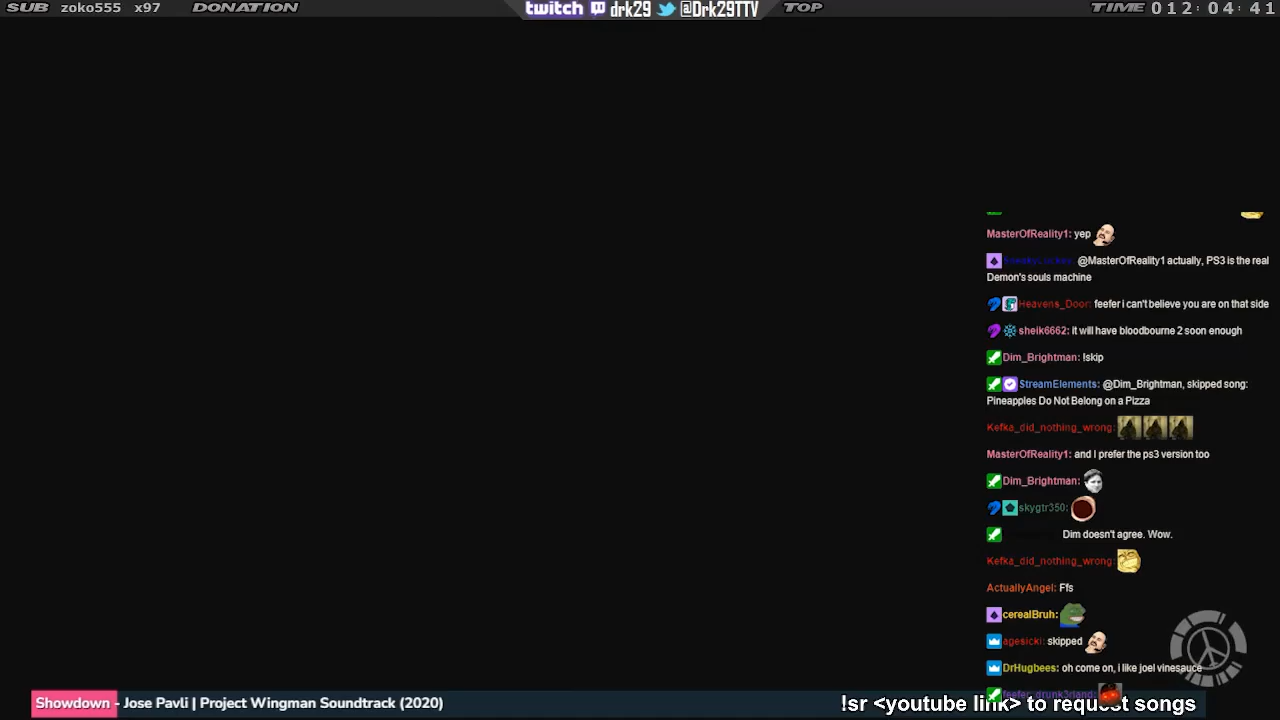 SUB zoko555 x97 DONATION twitch drk29 @Drk29TTV TOP TIME 012:04:41
MasterOfReality1: yep
@MasterOfReality1 actually, PS3 is the real
Demon's souls machine
Heavens_Door: feefer i can't believe you are on that side
sheik6662: it will have bloodbourne 2 soon enough
Dim_Brightman: !skip
StreamElements: @Dim_Brightman, skipped song:
Pineapples Do Not Belong on a Pizza
Kefka_did_nothing_wrong:
MasterOfReality1: and I prefer the ps3 version too
Dim_Brightman:
skygtr350:
Dim doesn't agree. Wow.
Kefka_did_nothing_wrong:
ActuallyAngel: Ffs
cerealBruh:
agesicki: skipped
DrHugbees: oh come on, i like joel vinesauce
feefer_drunk3rland:
Showdown - Jose Pavli | Project Wingman Soundtrack (2020)
!sr <youtube link> to request songs